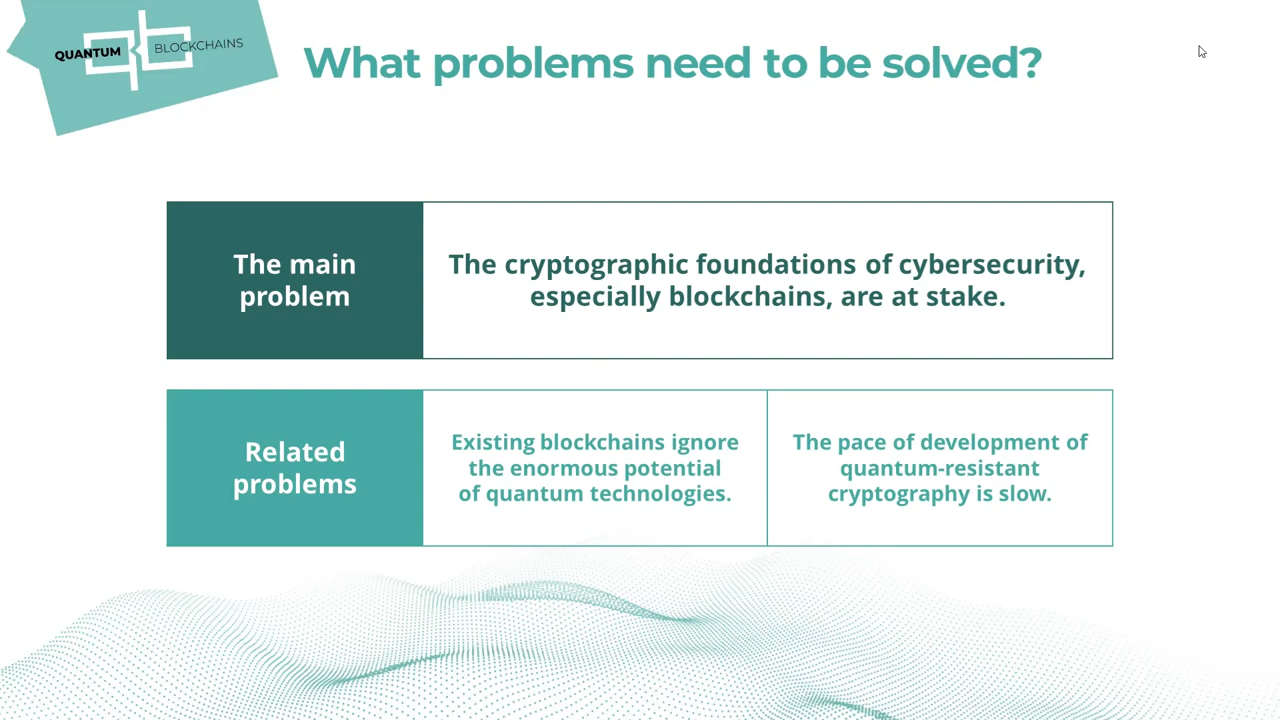 QUANTUM BLOCKCHAINS
What problems need to be solved?
The main
problem
The cryptographic foundations of cybersecurity,
especially blockchains, are at stake.
Related
problems
Existing blockchains ignore
the enormous potential
of quantum technologies.
The pace of development of
quantum-resistant
cryptography is slow.